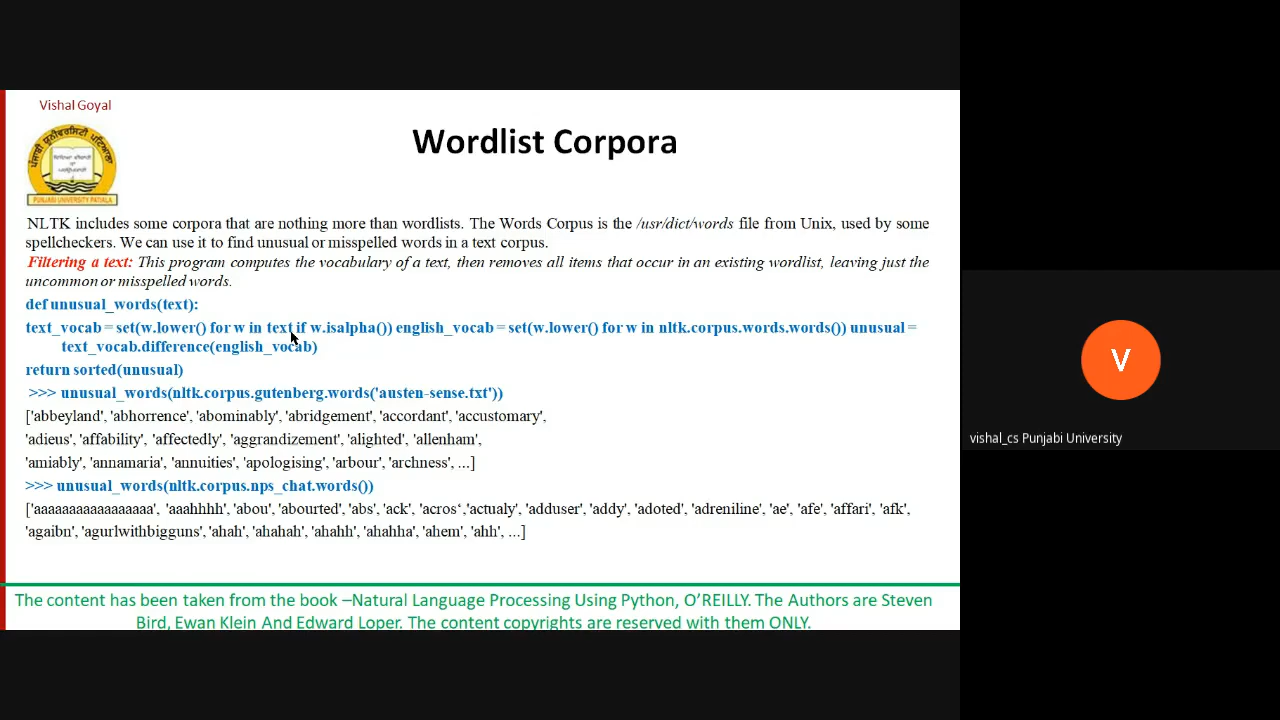 Vishal Goyal
Wordlist Corpora
PUNJABI UNIVERSITY PATIALA
NLTK includes some corpora that are nothing more than wordlists. The Words Corpus is the /usr/dict/words file from Unix, used by some
spellcheckers. We can use it to find unusual or misspelled words in a text corpus.
Filtering a text: This program computes the vocabulary of a text, then removes all items that occur in an existing wordlist, leaving just the
uncommon or misspelled words.
def unusual_words(text):
text_vocab = set(w.lower() for w in text if w.isalpha()) english_vocab = set(w.lower() for w in nltk.corpus.words.words()) unusual =
text_vocab.difference(english_vocab)
return sorted(unusual)
>>> unusual_words(nltk.corpus.gutenberg.words('austen-sense.txt'))
['abbeyland', 'abhorrence', 'abominably', 'abridgement', 'accordant', 'accustomary',
'adieus', 'affability', 'affectedly', 'aggrandizement', 'alighted', 'allenham',
'amiably', 'annamaria', 'annuities', 'apologising', 'arbour', 'archness', ...]
>>> unusual_words(nltk.corpus.nps_chat.words())
['aaaaaaaaaaaaaaaaa', 'aaahhhh', 'abou', 'abourted', 'abs', 'ack', 'acros‘,'actualy', 'adduser', 'addy', 'adoted', 'adreniline', 'ae', 'afe', 'affari', 'afk',
'agaibn', 'agurlwithbigguns', 'ahah', 'ahahah', 'ahahh', 'ahahha', 'ahem', 'ahh', ...]
The content has been taken from the book –Natural Language Processing Using Python, O’REILLY. The Authors are Steven
Bird, Ewan Klein And Edward Loper. The content copyrights are reserved with them ONLY.
V
vishal_cs Punjabi University